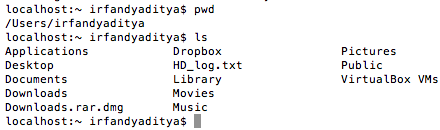 localhost:~ irfandyaditya$ pwd
/Users/irfandyaditya
localhost:~ irfandyaditya$ ls
Applications Dropbox Pictures
Desktop HD_log.txt Public
Documents Library VirtualBox VMs
Downloads Movies
Downloads.rar.dmg Music
localhost:~ irfandyaditya$